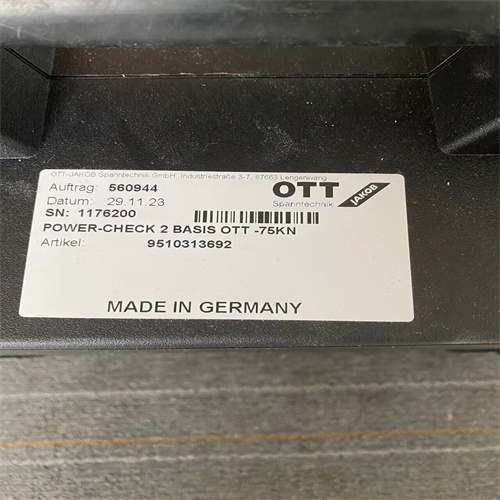 OTT-JAKOB Spanntechnik GmbH, Industriestraße 3-7, 87663 Lengenwang
Auftrag: 560944
Datum: 29.11.23
SN: 1176200
OTT JAKOB
Spanntechnik
POWER-CHECK 2 BASIS OTT -75KN
Artikel: 9510313692
MADE IN GERMANY